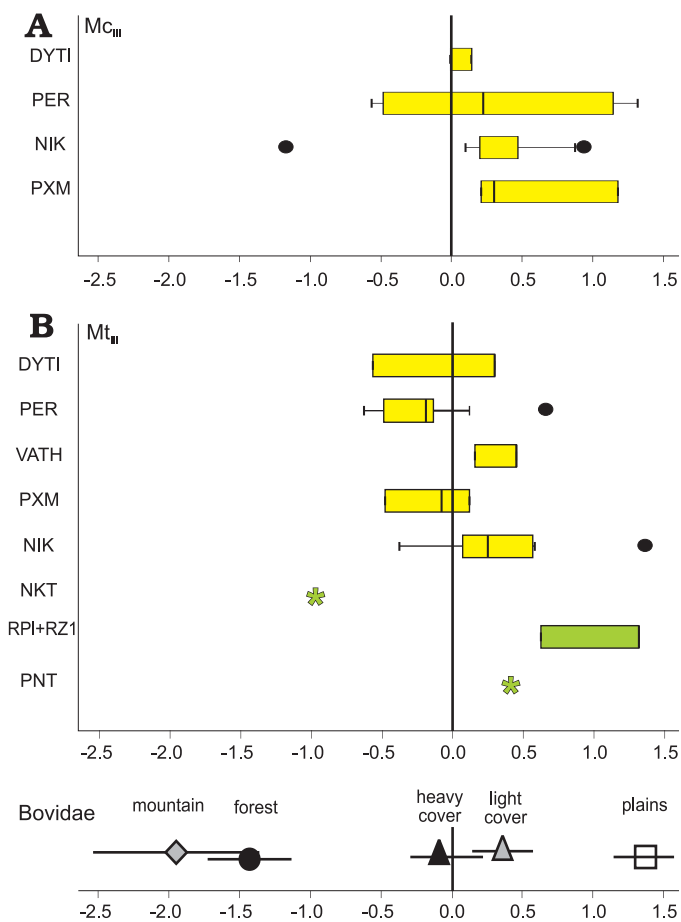 A Mc III
DYTI
PER
NIK
PXM
-2.5 -2.0 -1.5 -1.0 -0.5 0.0 0.5 1.0 1.5
B Mt III
DYTI
PER
VATH
PXM
NIK
NKT
RPI+RZ1
PNT
-2.5 -2.0 -1.5 -1.0 -0.5 0.0 0.5 1.0 1.5
Bovidae mountain forest heavy cover light cover plains
-2.5 -2.0 -1.5 -1.0 -0.5 0.0 0.5 1.0 1.5